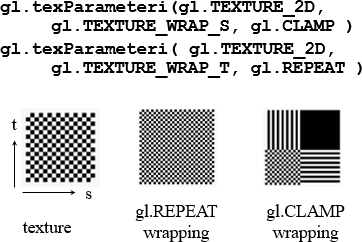 gl.texParameteri(gl.TEXTURE_2D,
gl.TEXTURE_WRAP_S, gl.CLAMP )
gl.texParameteri( gl.TEXTURE_2D,
gl.TEXTURE_WRAP_T, gl.REPEAT )
t
s
texture
gl.REPEAT
wrapping
gl.CLAMP
wrapping